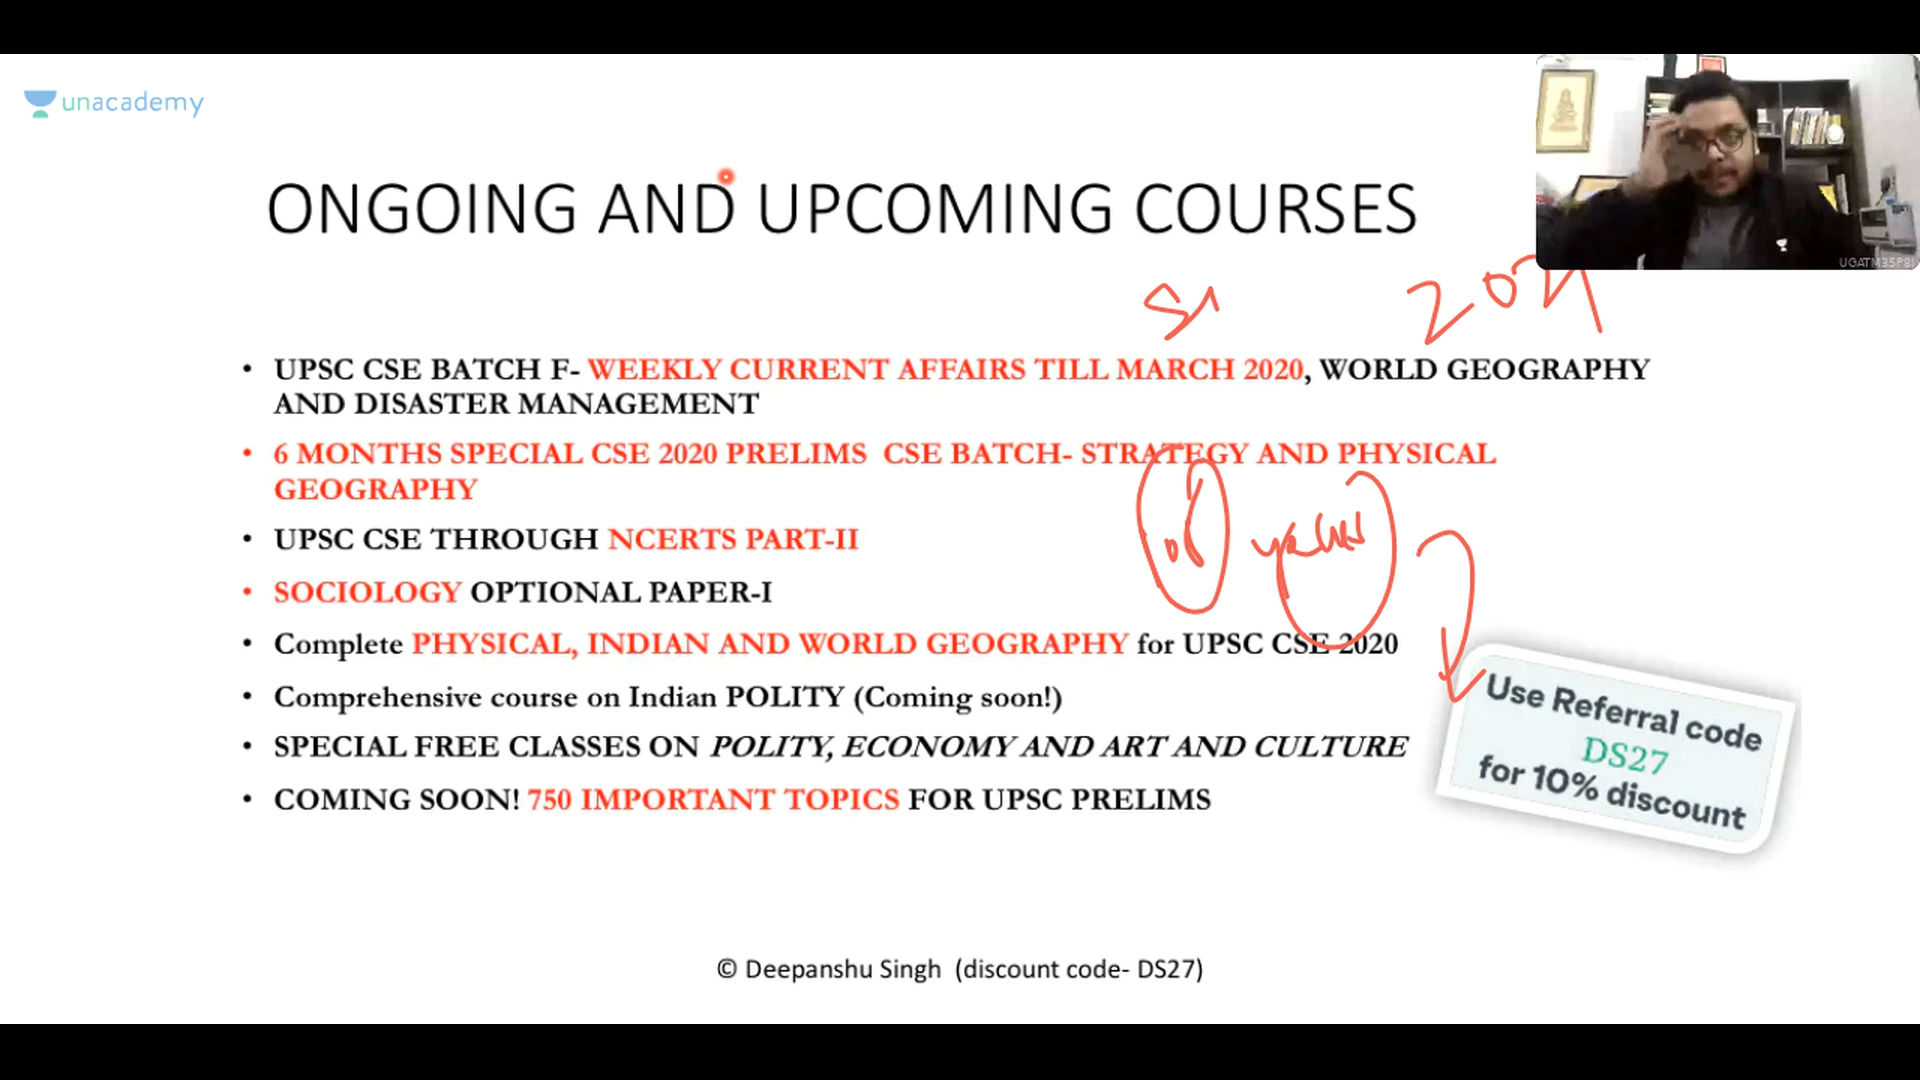 unacademy
ONGOING AND UPCOMING COURSES
UGATM35P8I
2021
• UPSC CSE BATCH F- WEEKLY CURRENT AFFAIRS TILL MARCH 2020, WORLD GEOGRAPHY
AND DISASTER MANAGEMENT
• 6 MONTHS SPECIAL CSE 2020 PRELIMS CSE BATCH- STRATEGY AND PHYSICAL
GEOGRAPHY
• UPSC CSE THROUGH NCERTS PART-II
• SOCIOLOGY OPTIONAL PAPER-I
• Complete PHYSICAL, INDIAN AND WORLD GEOGRAPHY for UPSC CSE 2020
• Comprehensive course on Indian POLITY (Coming soon!)
• SPECIAL FREE CLASSES ON POLITY, ECONOMY AND ART AND CULTURE
• COMING SOON! 750 IMPORTANT TOPICS FOR UPSC PRELIMS
Use Referral code
DS27
for 10% discount
© Deepanshu Singh (discount code- DS27)